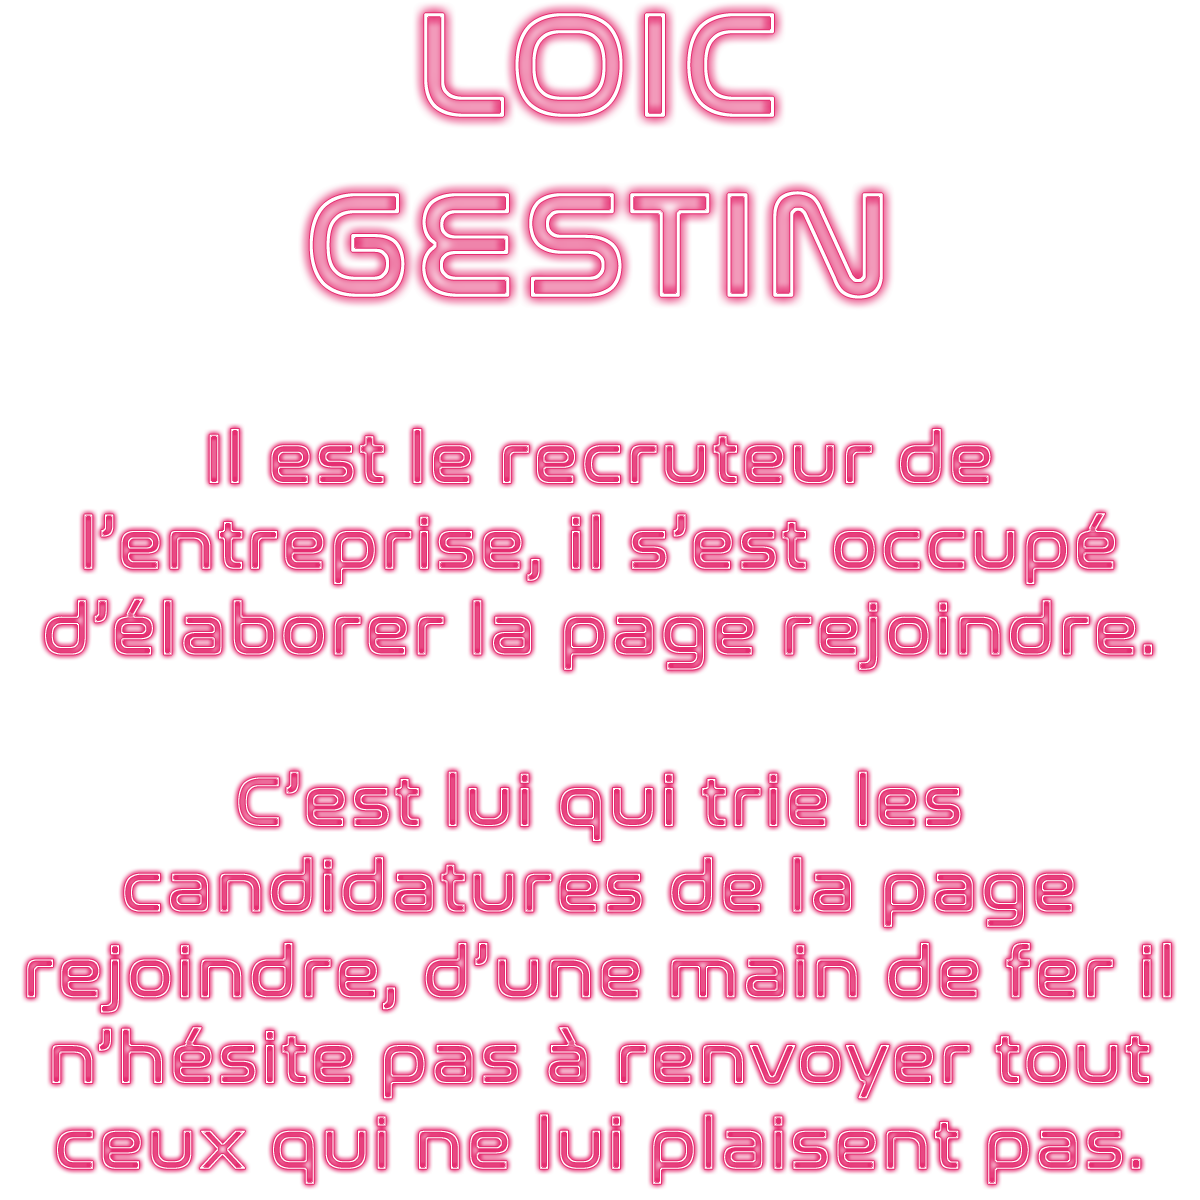 LOIC
GESTIN
Il est le recruteur de
l’entreprise, il s’est occupé
d’élaborer la page rejoindre.
C’est lui qui trie les
candidatures de la page
rejoindre, d’une main de fer il
n’hésite pas à renvoyer tout
ceux qui ne lui plaisent pas.